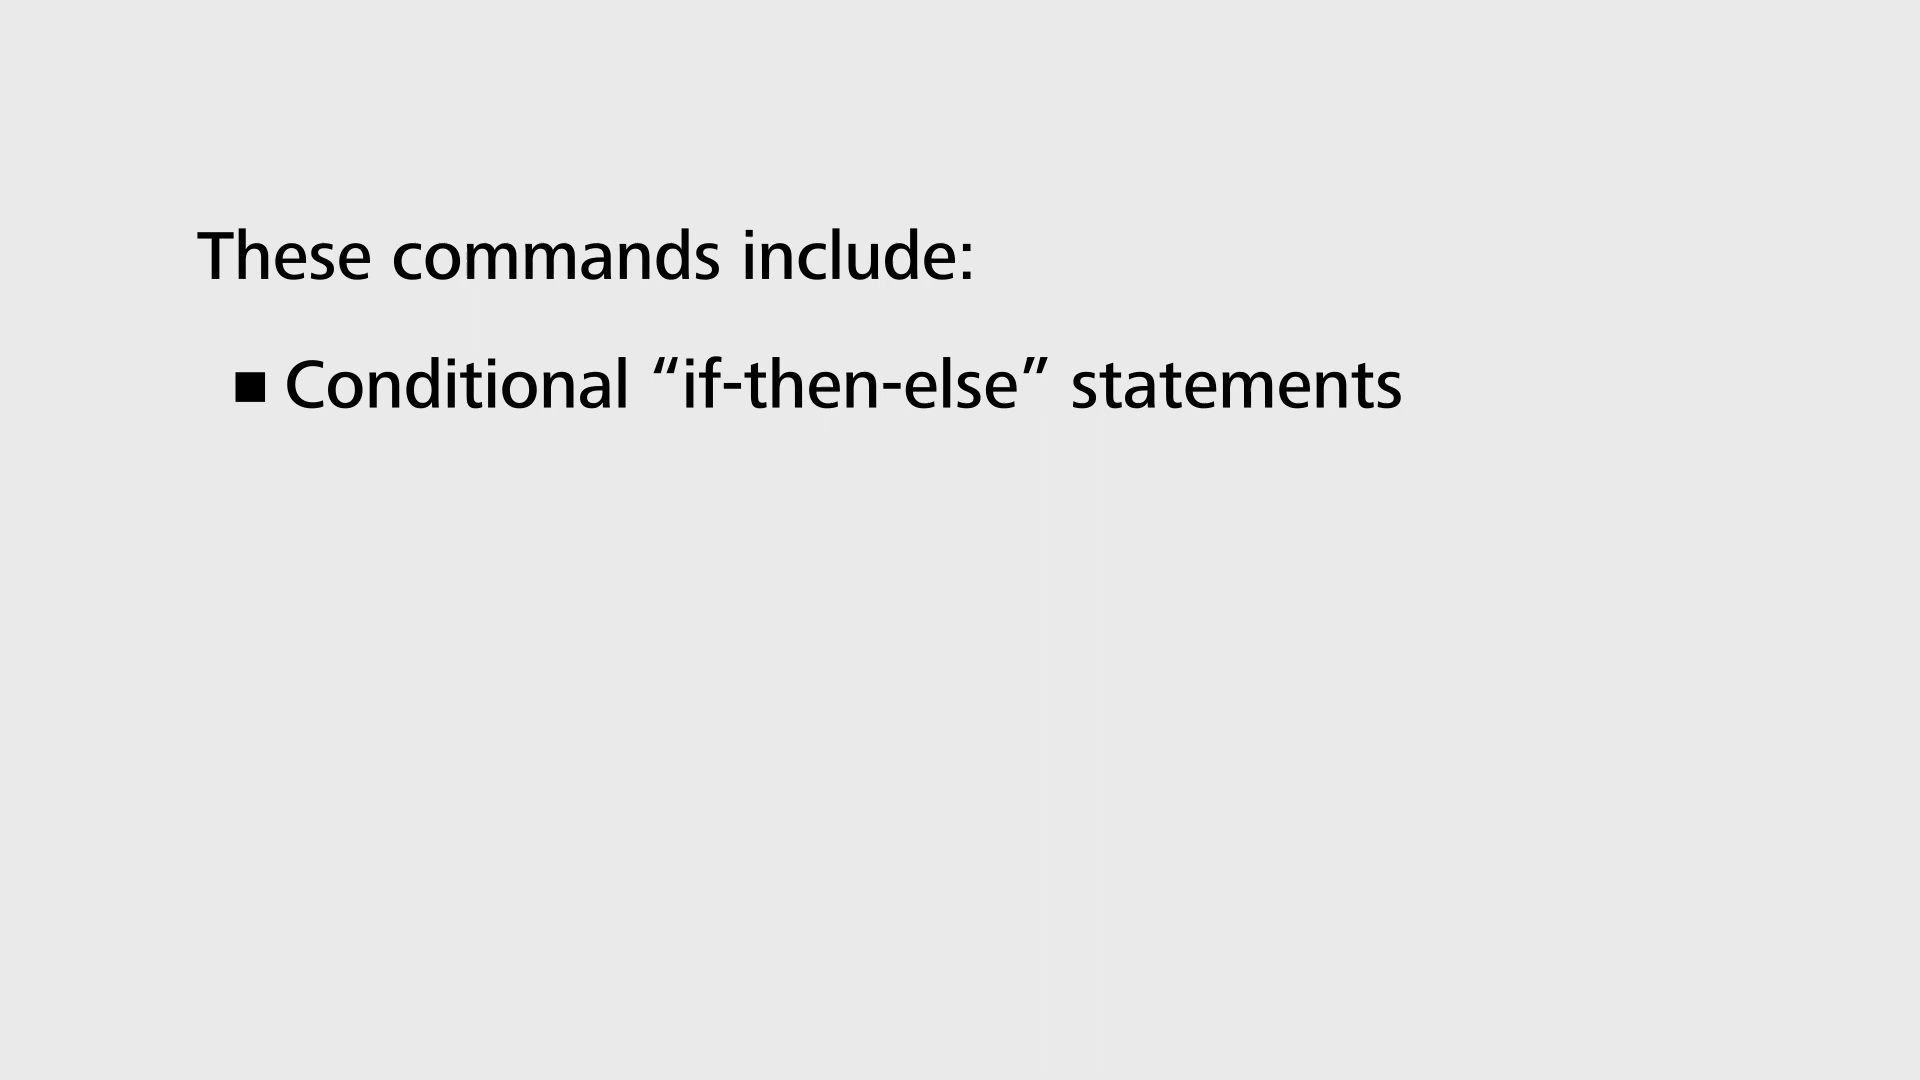 These commands include:
■ Conditional “if-then-else” statements